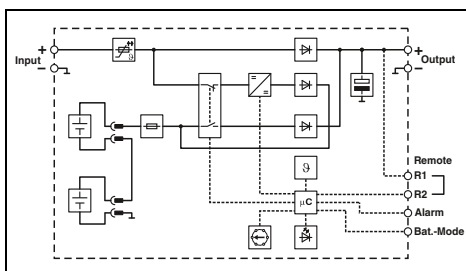 +
Input
−
ϑ
=
=
+
Output
−
Remote
R1
R2
Alarm
Bat.-Mode
ϑ
µC